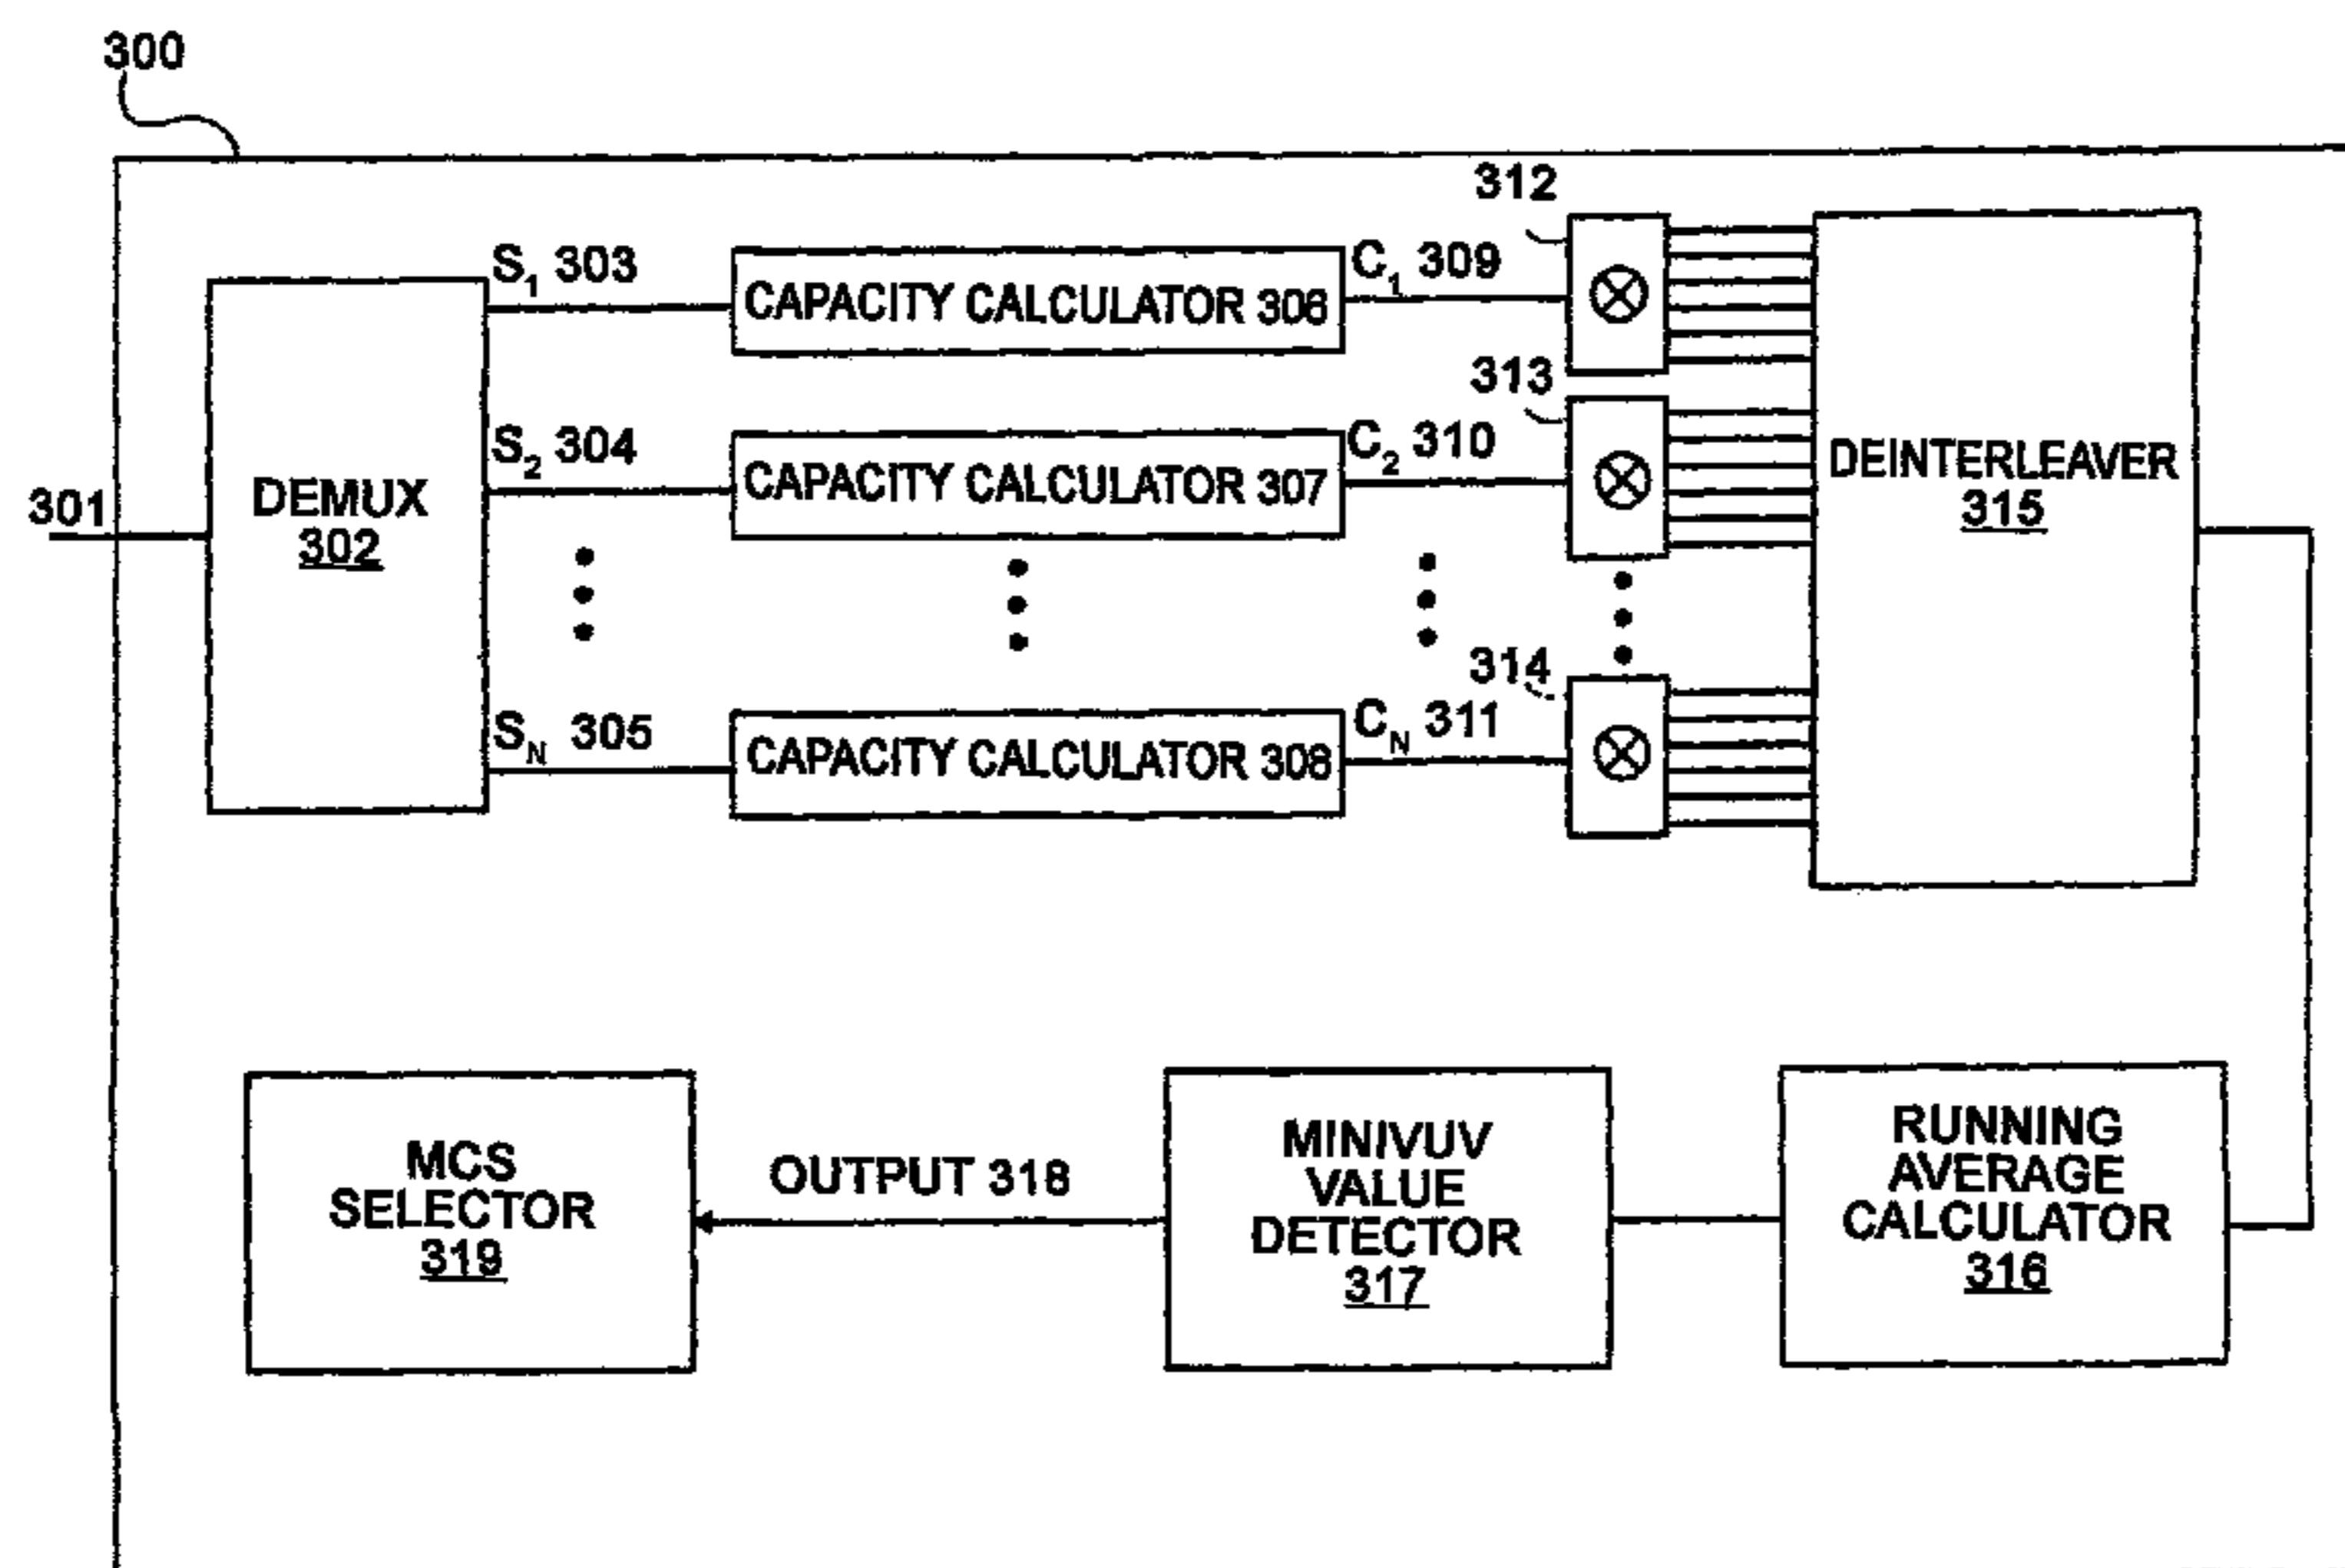 300
312
S1 303
CAPACITY CALCULATOR 306
C1 309
313
S2 304
CAPACITY CALCULATOR 307
C2 310
DEINTERLEAVER
315
301
DEMUX
302
314
SN 305
CAPACITY CALCULATOR 308
CN 311
MCS
SELECTOR
319
OUTPUT 318
MINIVUV
VALUE
DETECTOR
317
RUNNING
AVERAGE
CALCULATOR
316